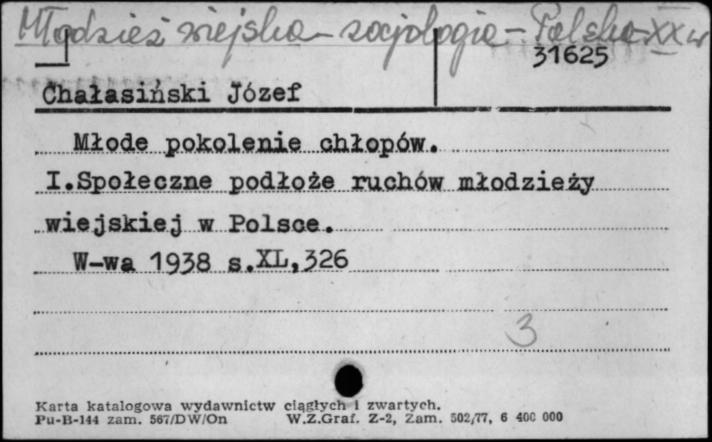 Młodzież wiejska - socjologia - Polska - XX w
31625
Chałasiński Józef
Młode pokolenie chłopów.
I.Społeczne podłoże ruchów młodzieży
wiejskiej w Polsce.
W-wa 1938 s.XL,326
3
Karta katalogowa wydawnictw ciągłych i zwartych.
Pu-B-144 zam. 567/DW/On W.Z.Graf. Z-2, Zam. 502/77, 6 400 000